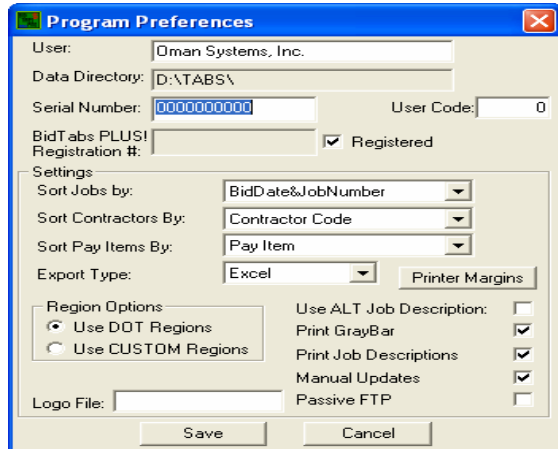 Program Preferences
User: Oman Systems, Inc.
Data Directory: D:\TABS\
Serial Number: 0000000000 User Code: 0
BidTabs PLUS!
Registration #: Registered
Settings
Sort Jobs by: BidDate&JobNumber
Sort Contractors By: Contractor Code
Sort Pay Items By: Pay Item
Export Type: Excel Printer Margins
Region Options
Use DOT Regions
Use CUSTOM Regions
Use ALT Job Description:
Print GrayBar
Print Job Descriptions
Manual Updates
Logo File: Passive FTP
Save Cancel